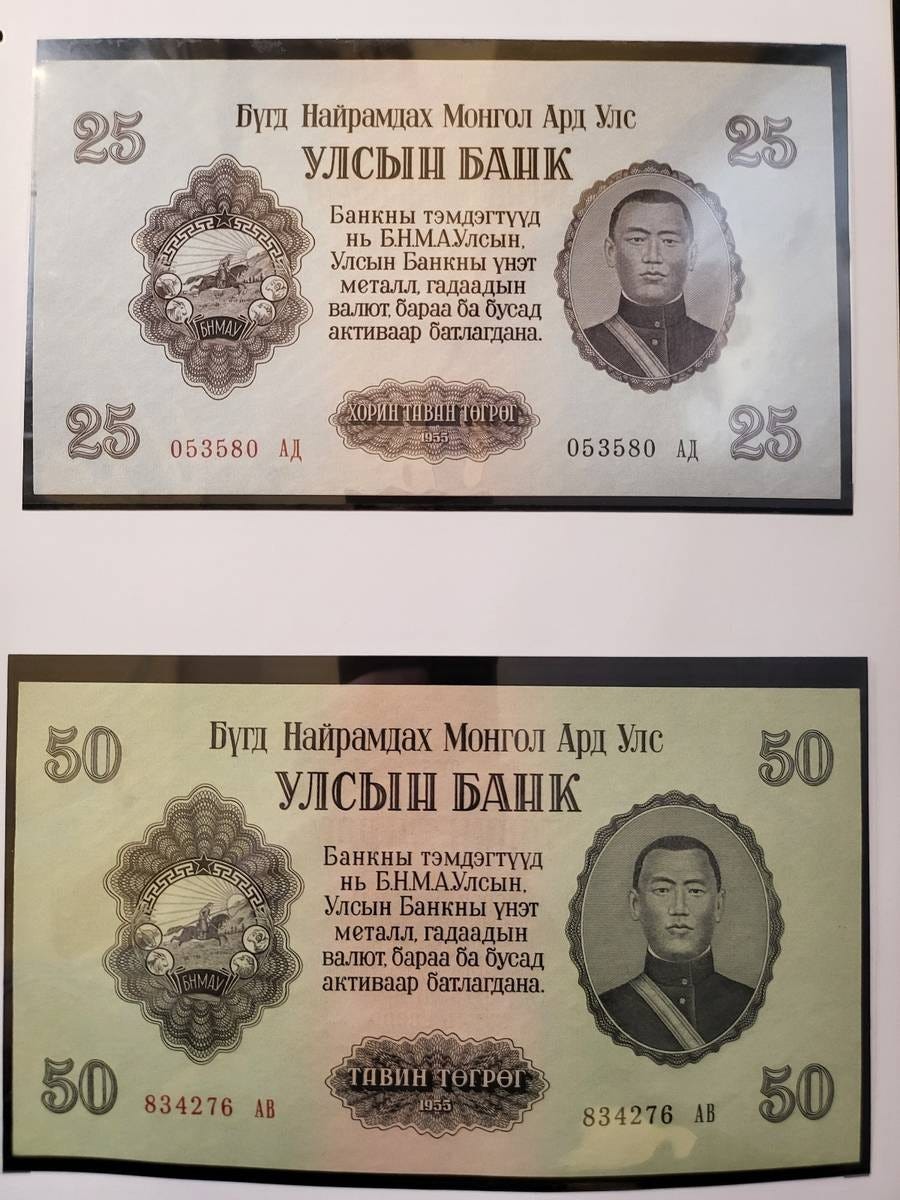 25
25
Бүгд Найрамдах Монгол Ард Улс
УЛСЫН БАНК
Банкны тэмдэгтүүд
нь Б.Н.М.А.Улсын,
Улсын Банкны үнэт
металл, гадаадын
валют, бараа ба бусад
активаар батлагдана.
БНМАУ
ХОРИН ТАВАН ТӨГРӨГ
1955
25
053580 АД
053580 АД
25
50
50
Бүгд Найрамдах Монгол Ард Улс
УЛСЫН БАНК
Банкны тэмдэгтүүд
нь Б.Н.М.А.Улсын,
Улсын Банкны үнэт
металл, гадаадын
валют, бараа ба бусад
активаар батлагдана.
БНМАУ
ТАВИН ТӨГРӨГ
1955
50
834276 АВ
834276 АВ
50